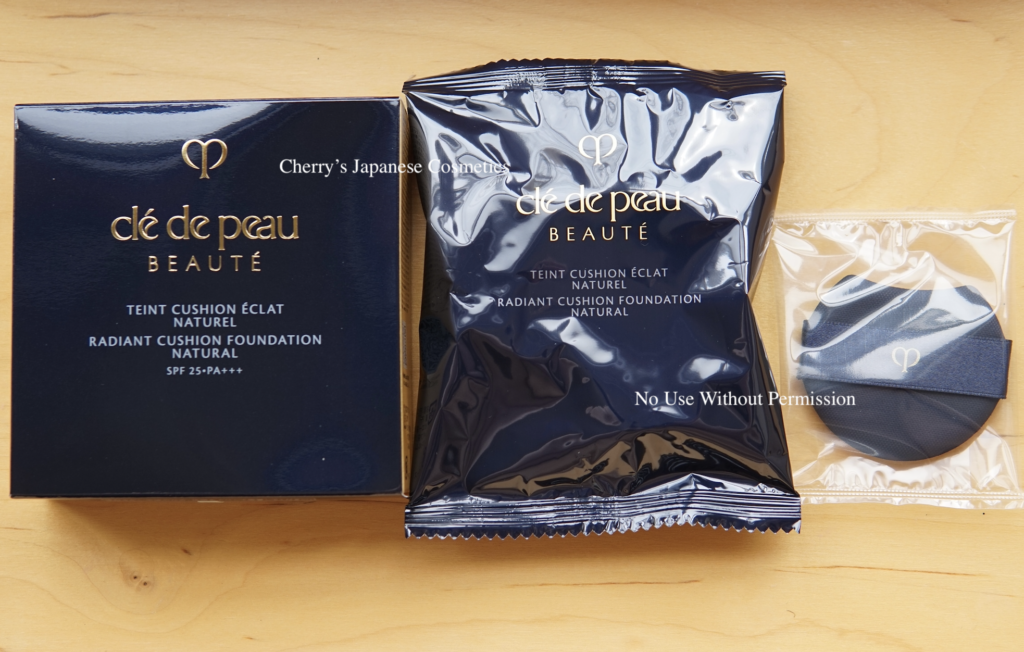 clé de peau
BEAUTÉ
TEINT CUSHION ÉCLAT
NATUREL
RADIANT CUSHION FOUNDATION
NATURAL
SPF 25•PA+++
Cherry's Japanese Cosmetics
clé de peau
BEAUTÉ
TEINT CUSHION ÉCLAT
NATUREL
RADIANT CUSHION FOUNDATION
NATURAL
No Use Without Permission